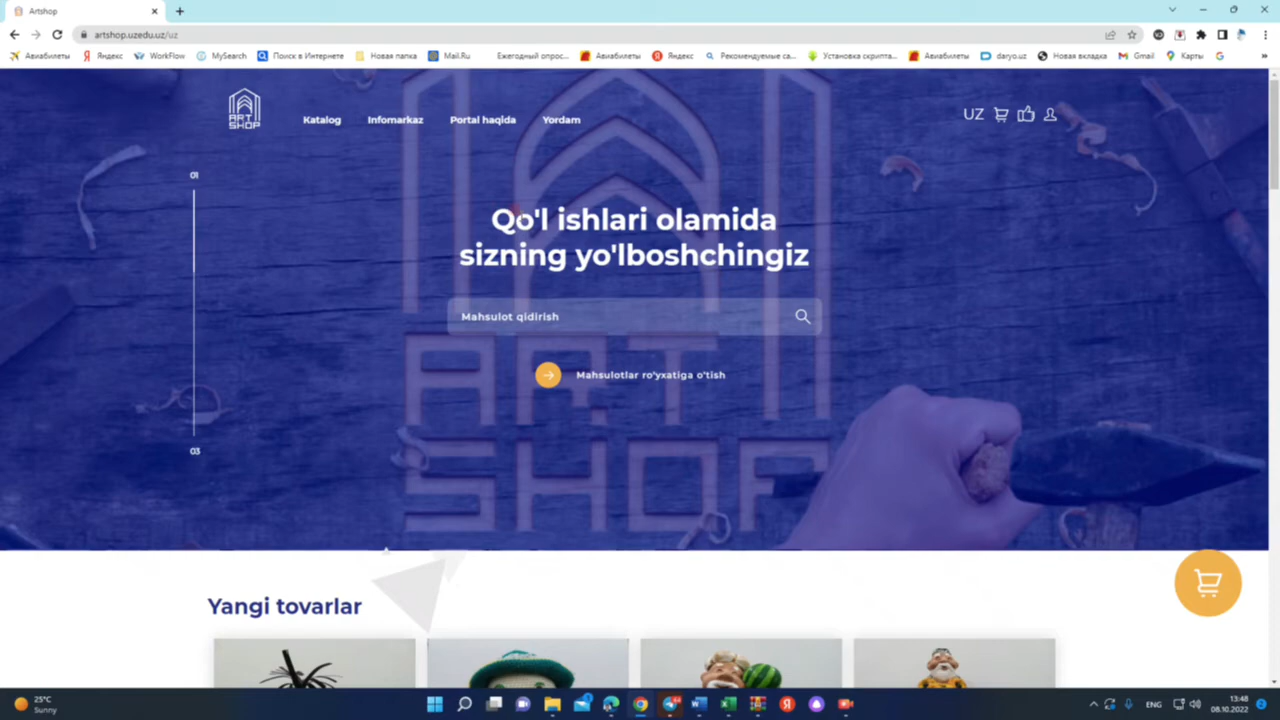 Artshop
artshop.uzedu.uz/uz
Авиабилеты
Яндекс
WorkFlow
MySearch
Поиск в Интернете
Новая папка
Mail.Ru
Ежегодный опрос...
Авиабилеты
Яндекс
Рекомендуемые са...
Установка скрипта...
Авиабилеты
daryo.uz
Новая вкладка
Gmail
Карты
»
ART
SHOP
Katalog
Infomarkaz
Portal haqida
Yordam
UZ
01
Qo'l ishlari olamida
sizning yo'lboshchingiz
Mahsulot qidirish
Mahsulotlar ro'yxatiga o'tish
ART
SHOP
03
Yangi tovarlar
25°C
Sunny
ENG
13:48
08.10.2022